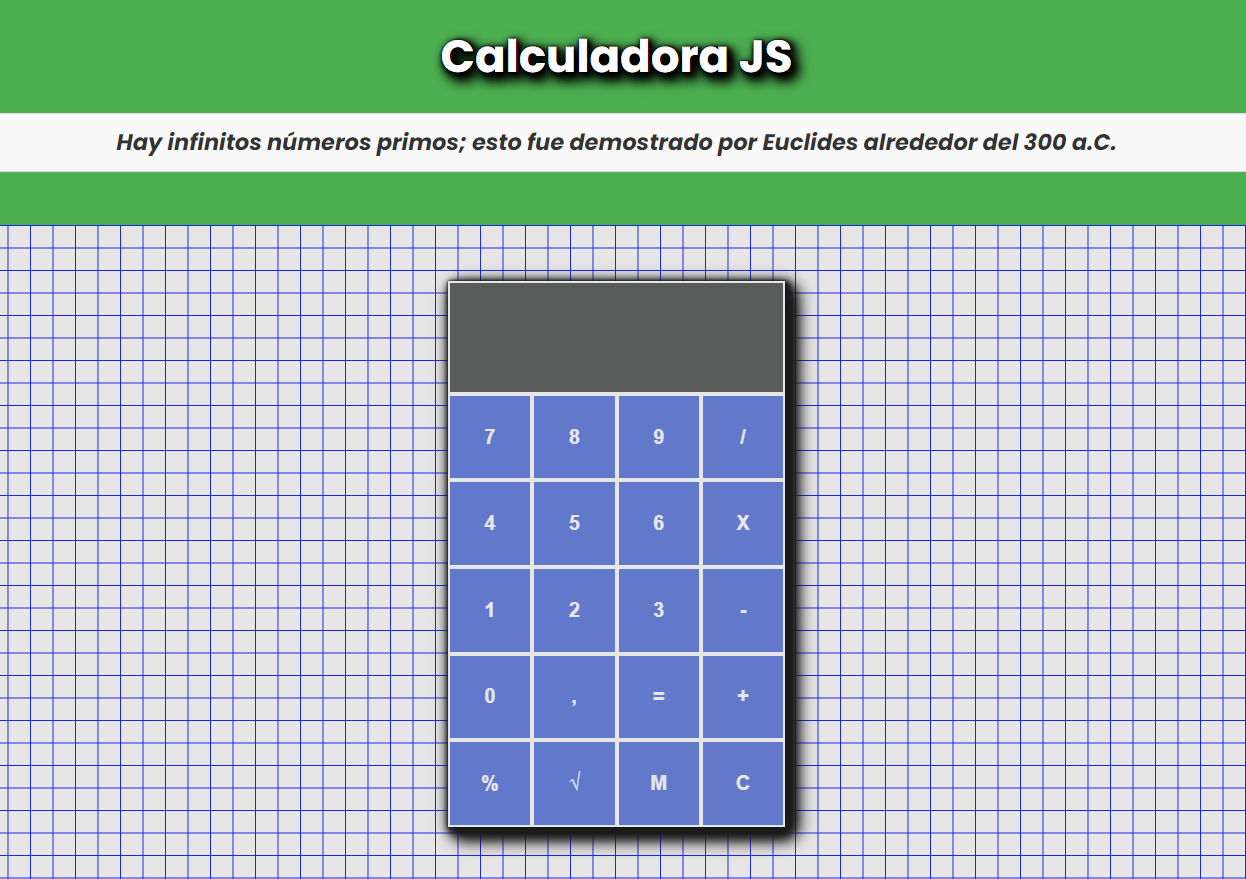 Calculadora JS
Hay infinitos números primos; esto fue demostrado por Euclides alrededor del 300 a.C.
7 8 9 /
4 5 6 X
1 2 3 -
0 , = +
% √ M C